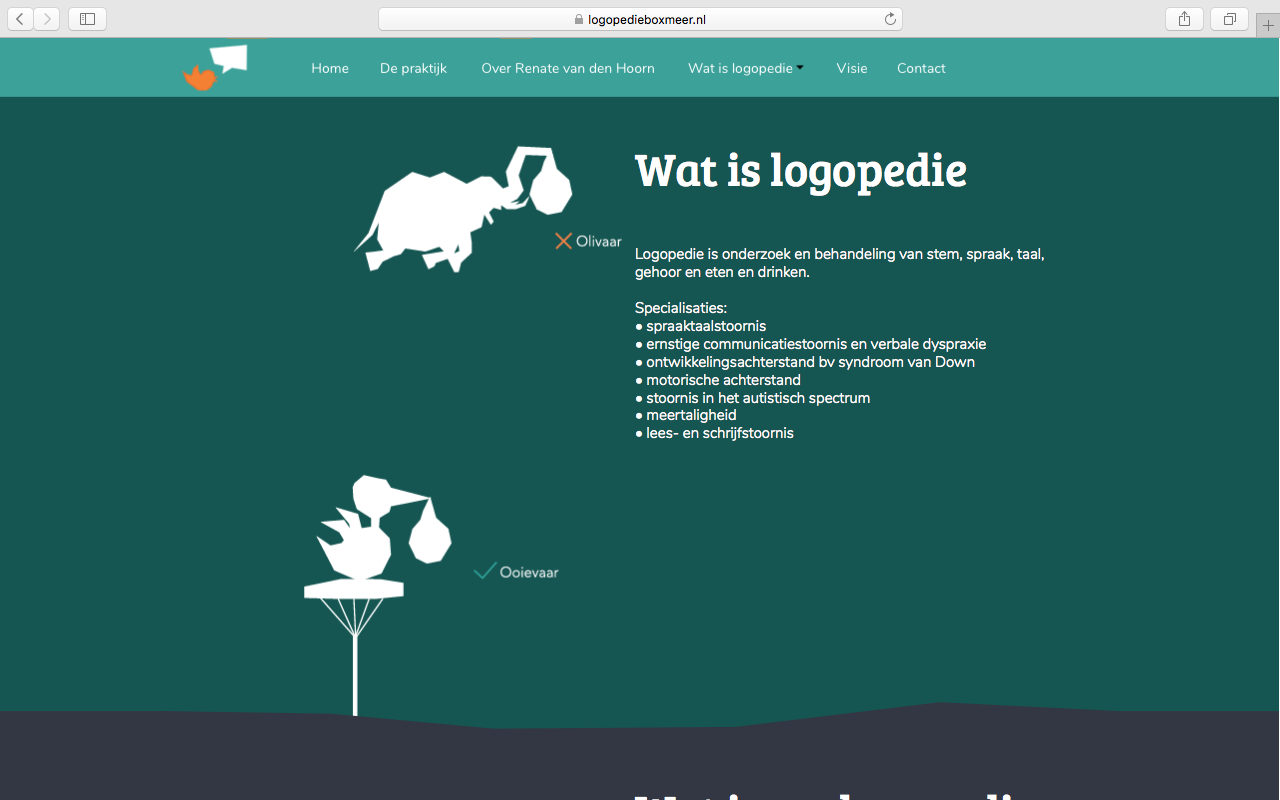 logopedieboxmeer.nl
Home De praktijk Over Renate van den Hoorn Wat is logopedie Visie Contact
Wat is logopedie
Olivaar
Logopedie is onderzoek en behandeling van stem, spraak, taal,
gehoor en eten en drinken.
Specialisaties:
● spraaktaalstoornis
● ernstige communicatiestoornis en verbale dyspraxie
● ontwikkelingsachterstand bv syndroom van Down
● motorische achterstand
● stoornis in het autistisch spectrum
● meertaligheid
● lees- en schrijfstoornis
Ooievaar